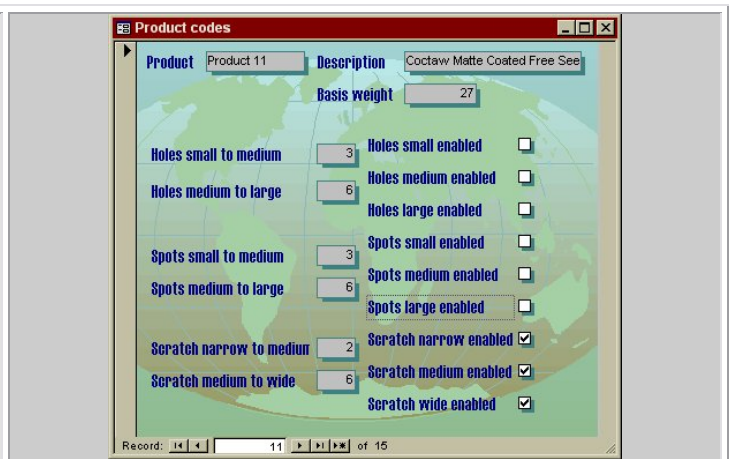 Product codes
Product Product 11 Description Coctaw Matte Coated Free See
Basis weight 27
Holes small to medium 3 Holes small enabled
Holes medium to large 6 Holes medium enabled
Holes large enabled
Spots small to medium 3 Spots small enabled
Spots medium to large 6 Spots medium enabled
Spots large enabled
Scratch narrow to medium 2 Scratch narrow enabled
Scratch medium to wide 6 Scratch medium enabled
Scratch wide enabled
Record: 11 of 15